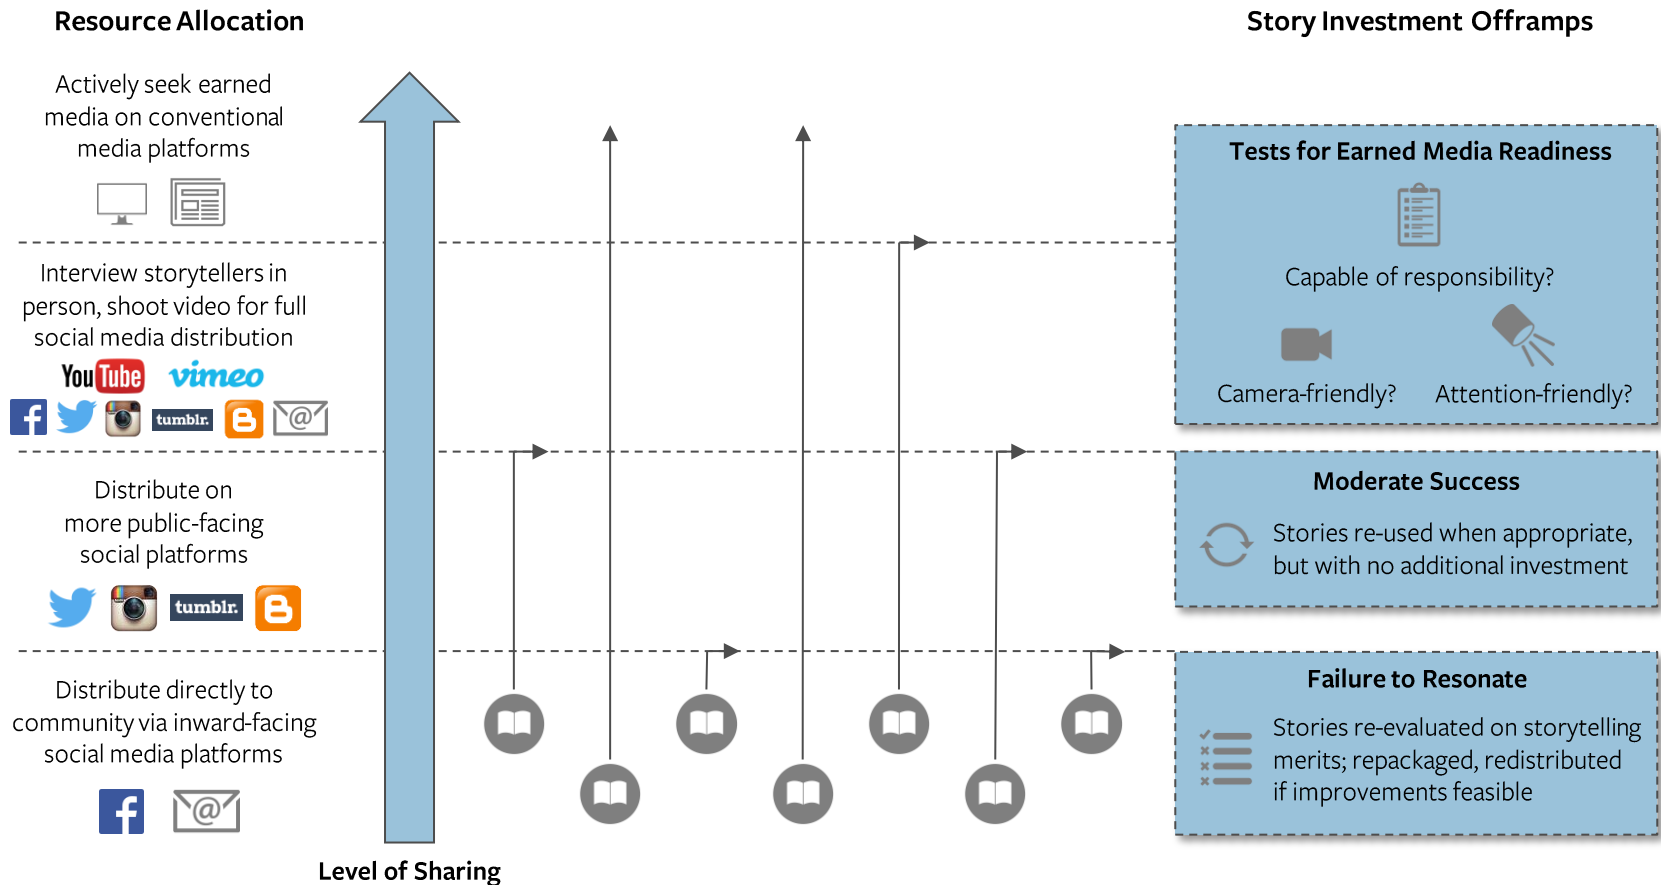 Resource Allocation
Story Investment Offramps
Actively seek earned
media on conventional
media platforms
Interview storytellers in
person, shoot video for full
social media distribution
YouTube
vimeo
tumblr.
Distribute on
more public-facing
social platforms
tumblr.
Distribute directly to
community via inward-facing
social media platforms
Level of Sharing
Tests for Earned Media Readiness
Capable of responsibility?
Camera-friendly?
Attention-friendly?
Moderate Success
Stories re-used when appropriate,
but with no additional investment
Failure to Resonate
Stories re-evaluated on storytelling
merits; repackaged, redistributed
if improvements feasible